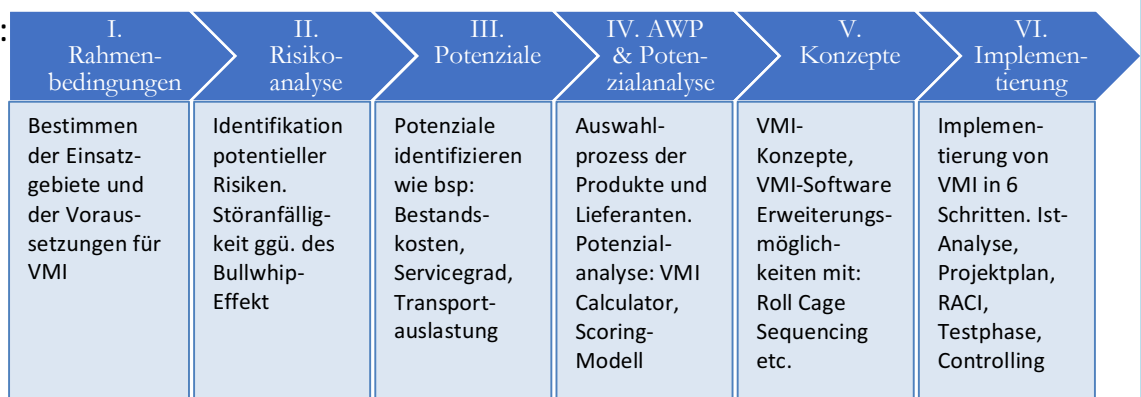 :
I.
Rahmen-
bedingungen
II.
Risiko-
analyse
III.
Potenziale
IV. AWP
& Poten-
zialanalyse
V.
Konzepte
VI.
Implemen-
tierung
Bestimmen
der Einsatz-
gebiete und
der Voraus-
setzungen für
VMI
Identifikation
potentieller
Risiken.
Störanfällig-
keit ggü. des
Bullwhip-
Effekt
Potenziale
identifizieren
wie bsp:
Bestands-
kosten,
Servicegrad,
Transport-
auslastung
Auswahl-
prozess der
Produkte und
Lieferanten.
Potenzial-
analyse: VMI
Calculator,
Scoring-
Modell
VMI-
Konzepte,
VMI-Software
Erweiterungs-
möglich-
keiten mit:
Roll Cage
Sequencing
etc.
Implemen-
tierung von
VMI in 6
Schritten. Ist-
Analyse,
Projektplan,
RACI,
Testphase,
Controlling